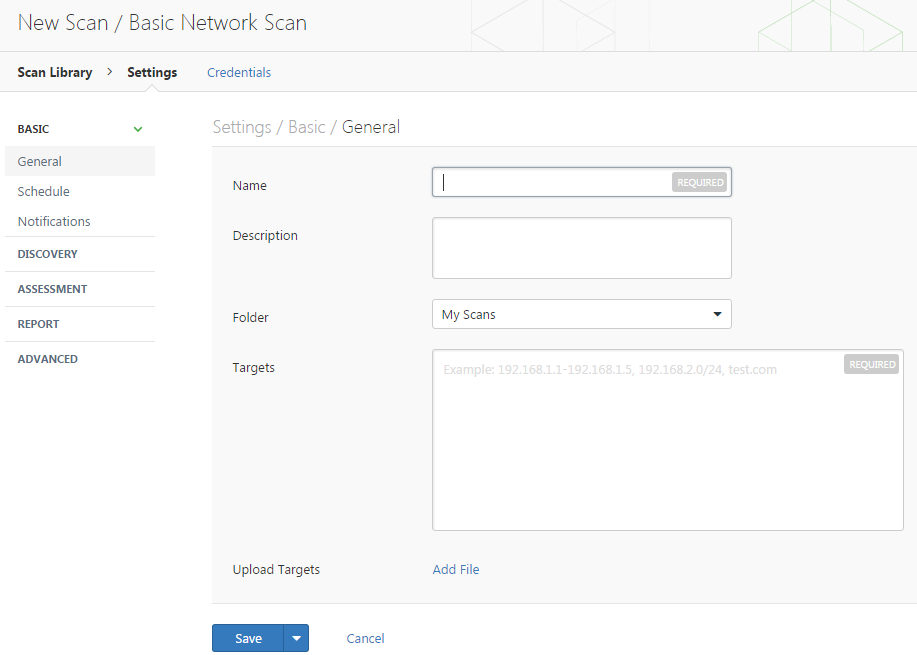 New Scan / Basic Network Scan
Scan Library > Settings Credentials
BASIC
General
Schedule
Notifications
DISCOVERY
ASSESSMENT
REPORT
ADVANCED
Settings / Basic / General
Name REQUIRED
Description
Folder My Scans
Targets Example: 192.168.1.1-192.168.1.5, 192.168.2.0/24, test.com REQUIRED
Upload Targets Add File
Save Cancel